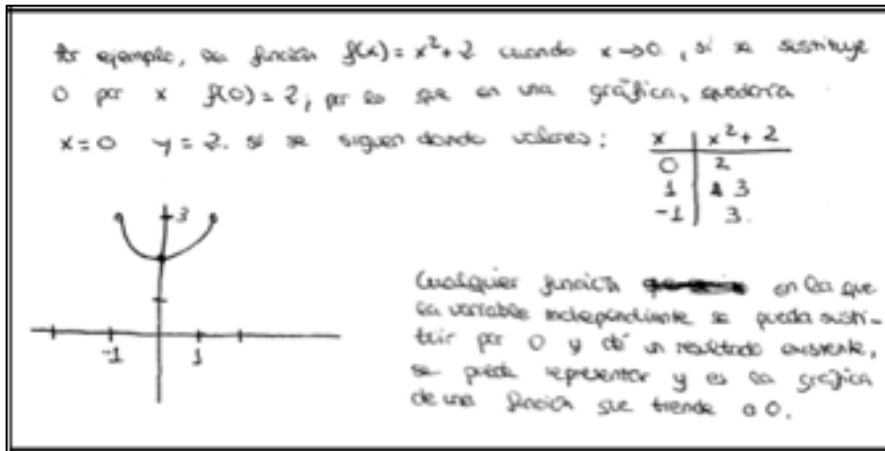 Por ejemplo, la función f(x) = x² + 2 cuando x → 0, si se sustituye
0 por x f(0) = 2, por lo que en una gráfica, quedaría
x = 0 y = 2. si se siguen dando valores:
x | x² + 2
0 | 2
1 | 3
-1 | 3.
3
-1 1
Cualquier función en la que
la variable independiente se pueda susti-
tuir por 0 y dé un resultado existente,
se puede representar y es la gráfica
de una función que tiende a 0.